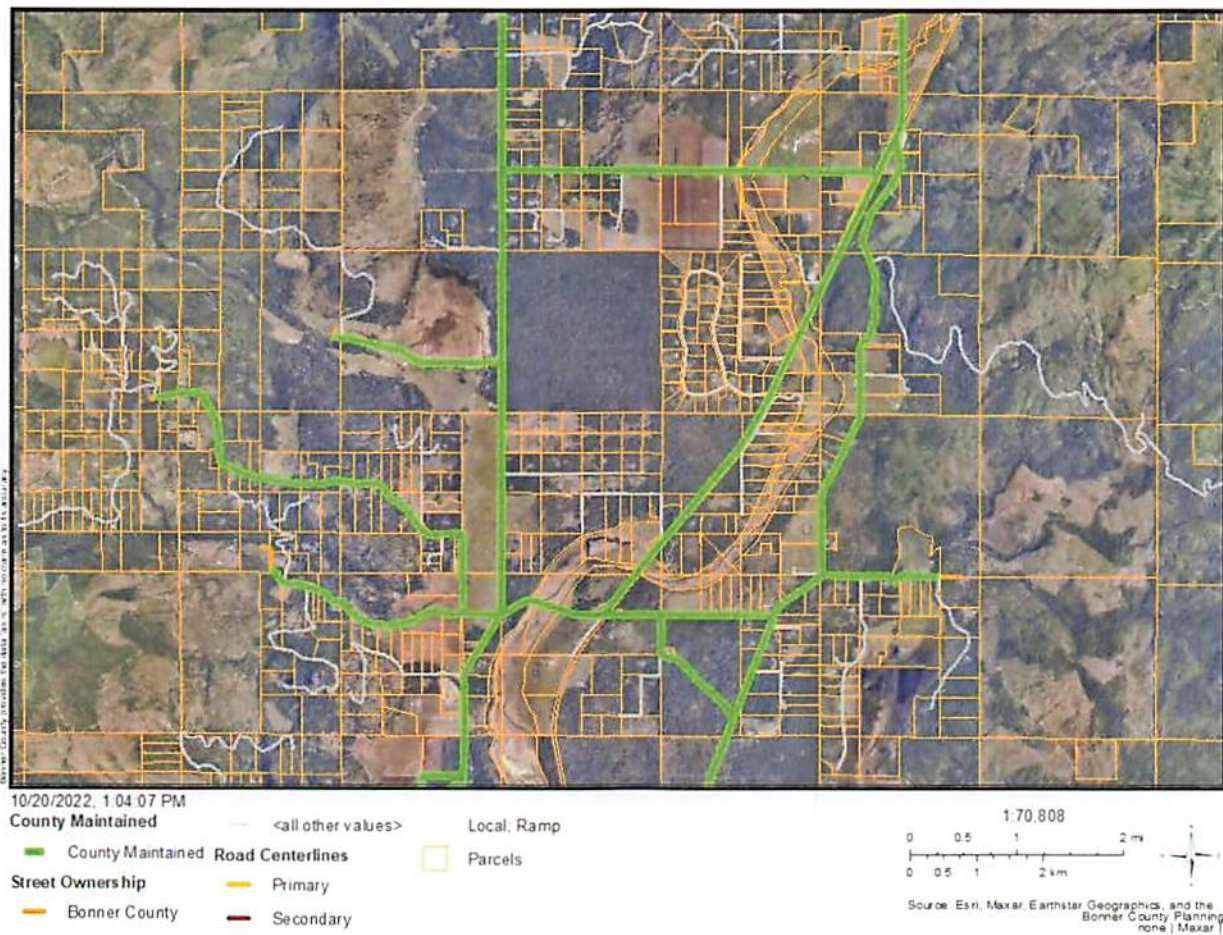 10/20/2022, 1:04:07 PM
County Maintained
County Maintained
Street Ownership
Bonner County
<all other values>
Road Centerlines
Primary
Secondary
Local; Ramp
Parcels
1:70,808
0 0.5 1 2 mi
0 0.5 1 2 km
Source: Esri, Maxar, Earthstar Geographics, and the
Bonner County Planning
none | Maxar |